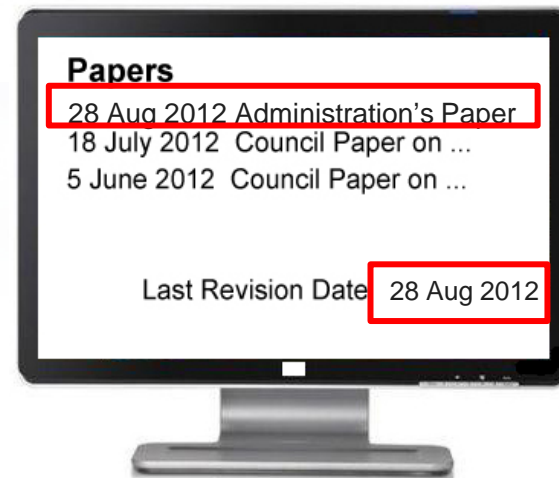 Papers
28 Aug 2012 Administration's Paper
18 July 2012 Council Paper on ...
5 June 2012 Council Paper on ...
Last Revision Date 28 Aug 2012